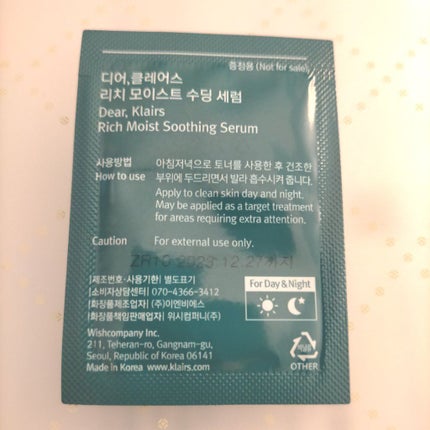 증정용 (Not for sale)
디어, 클레어스
리치 모이스트 수딩 세럼
Dear, Klairs
Rich Moist Soothing Serum
사용방법 아침저녁으로 토너를 사용한 후 건조한
How to use 부위에 두드리면서 발라 흡수시켜 줍니다.
Apply to clean skin day and night.
May be applied as a target treatment
for areas requiring extra attention.
Caution For external use only.
2023.12.27까지
|제조번호·사용기한| 별도표기
|소비자상담센터| 070-4366-3412
|화장품제조업자| (주)이엔비에스
|화장품책임판매업자| 위시컴퍼니(주)
For Day & Night
Wishcompany Inc.
211, Teheran-ro, Gangnam-gu,
Seoul, Republic of Korea 06141
Made in Korea www.klairs.com
OTHER